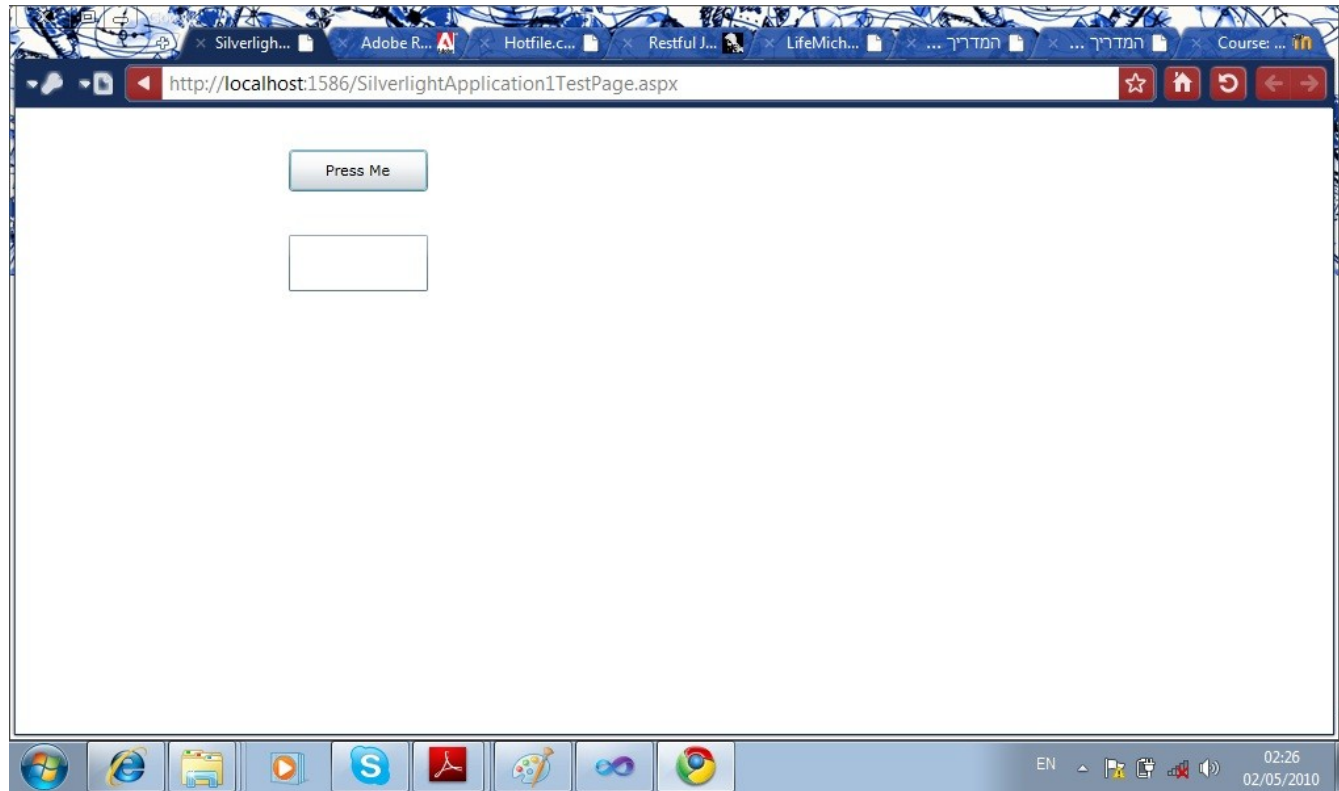 Silverligh...
Adobe R...
Hotfile.c...
Restful J...
LifeMich...
המדריך ...
המדריך ...
Course: ...
http://localhost:1586/SilverlightApplication1TestPage.aspx
Press Me
EN
02:26
02/05/2010